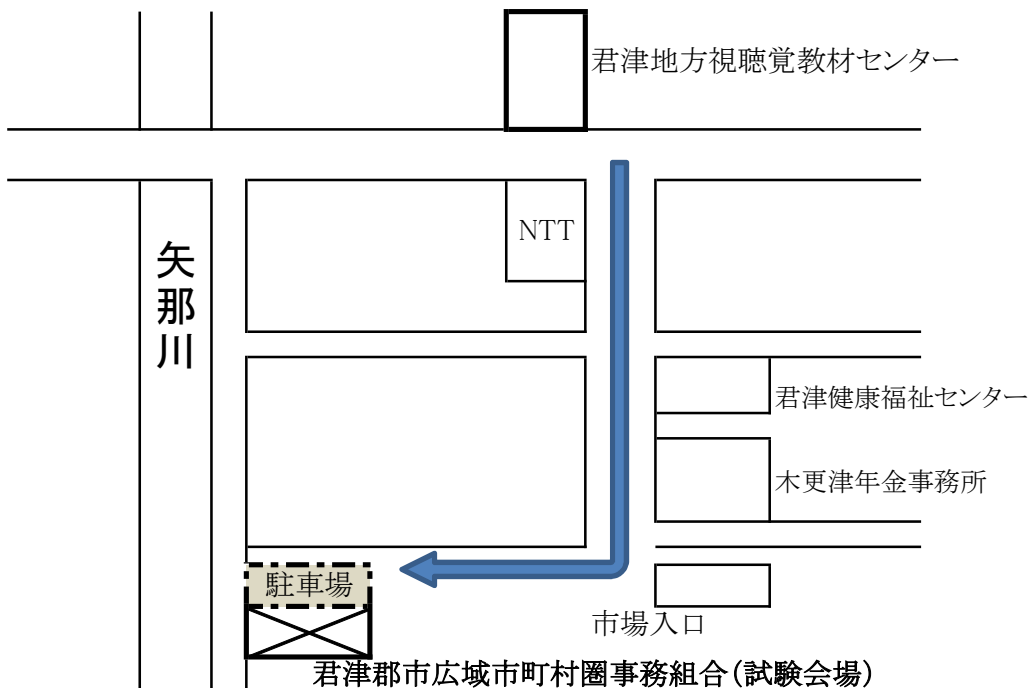 君津地方視聴覚教材センター
NTT
矢那川
君津健康福祉センター
木更津年金事務所
駐車場
市場入口
君津郡市広域市町村圏事務組合(試験会場)